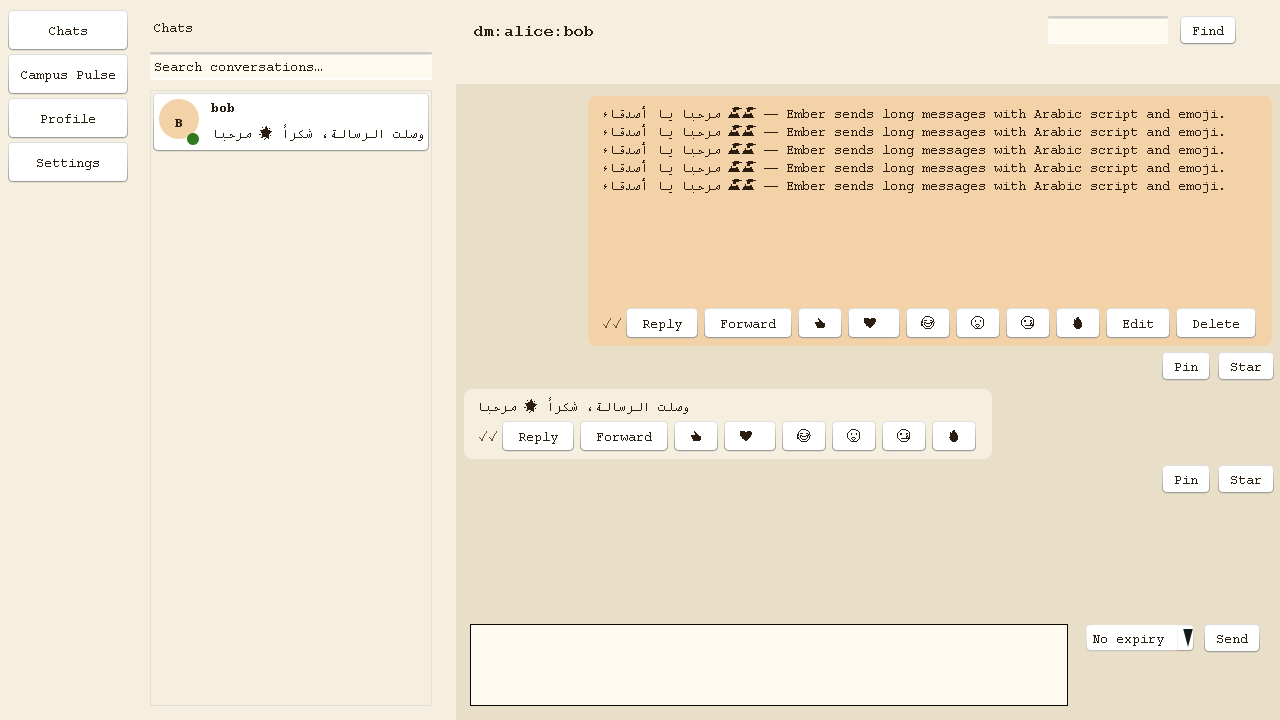 Chats
Campus Pulse
Profile
Settings
Chats
Search conversations…
B
bob
وصلت الرسالة، شكراً 🌟 مرحبا
dm:alice:bob
Find
مرحبا يا أصدقاء 🌋🌋 — Ember sends long messages with Arabic script and emoji.
مرحبا يا أصدقاء 🌋🌋 — Ember sends long messages with Arabic script and emoji.
مرحبا يا أصدقاء 🌋🌋 — Ember sends long messages with Arabic script and emoji.
مرحبا يا أصدقاء 🌋🌋 — Ember sends long messages with Arabic script and emoji.
مرحبا يا أصدقاء 🌋🌋 — Ember sends long messages with Arabic script and emoji.
✓✓ Reply Forward 👍 ❤ 😂 😮 😢 🔥 Edit Delete
Pin Star
وصلت الرسالة، شكراً 🌟 مرحبا
✓✓ Reply Forward 👍 ❤ 😂 😮 😢 🔥
Pin Star
No expiry
Send